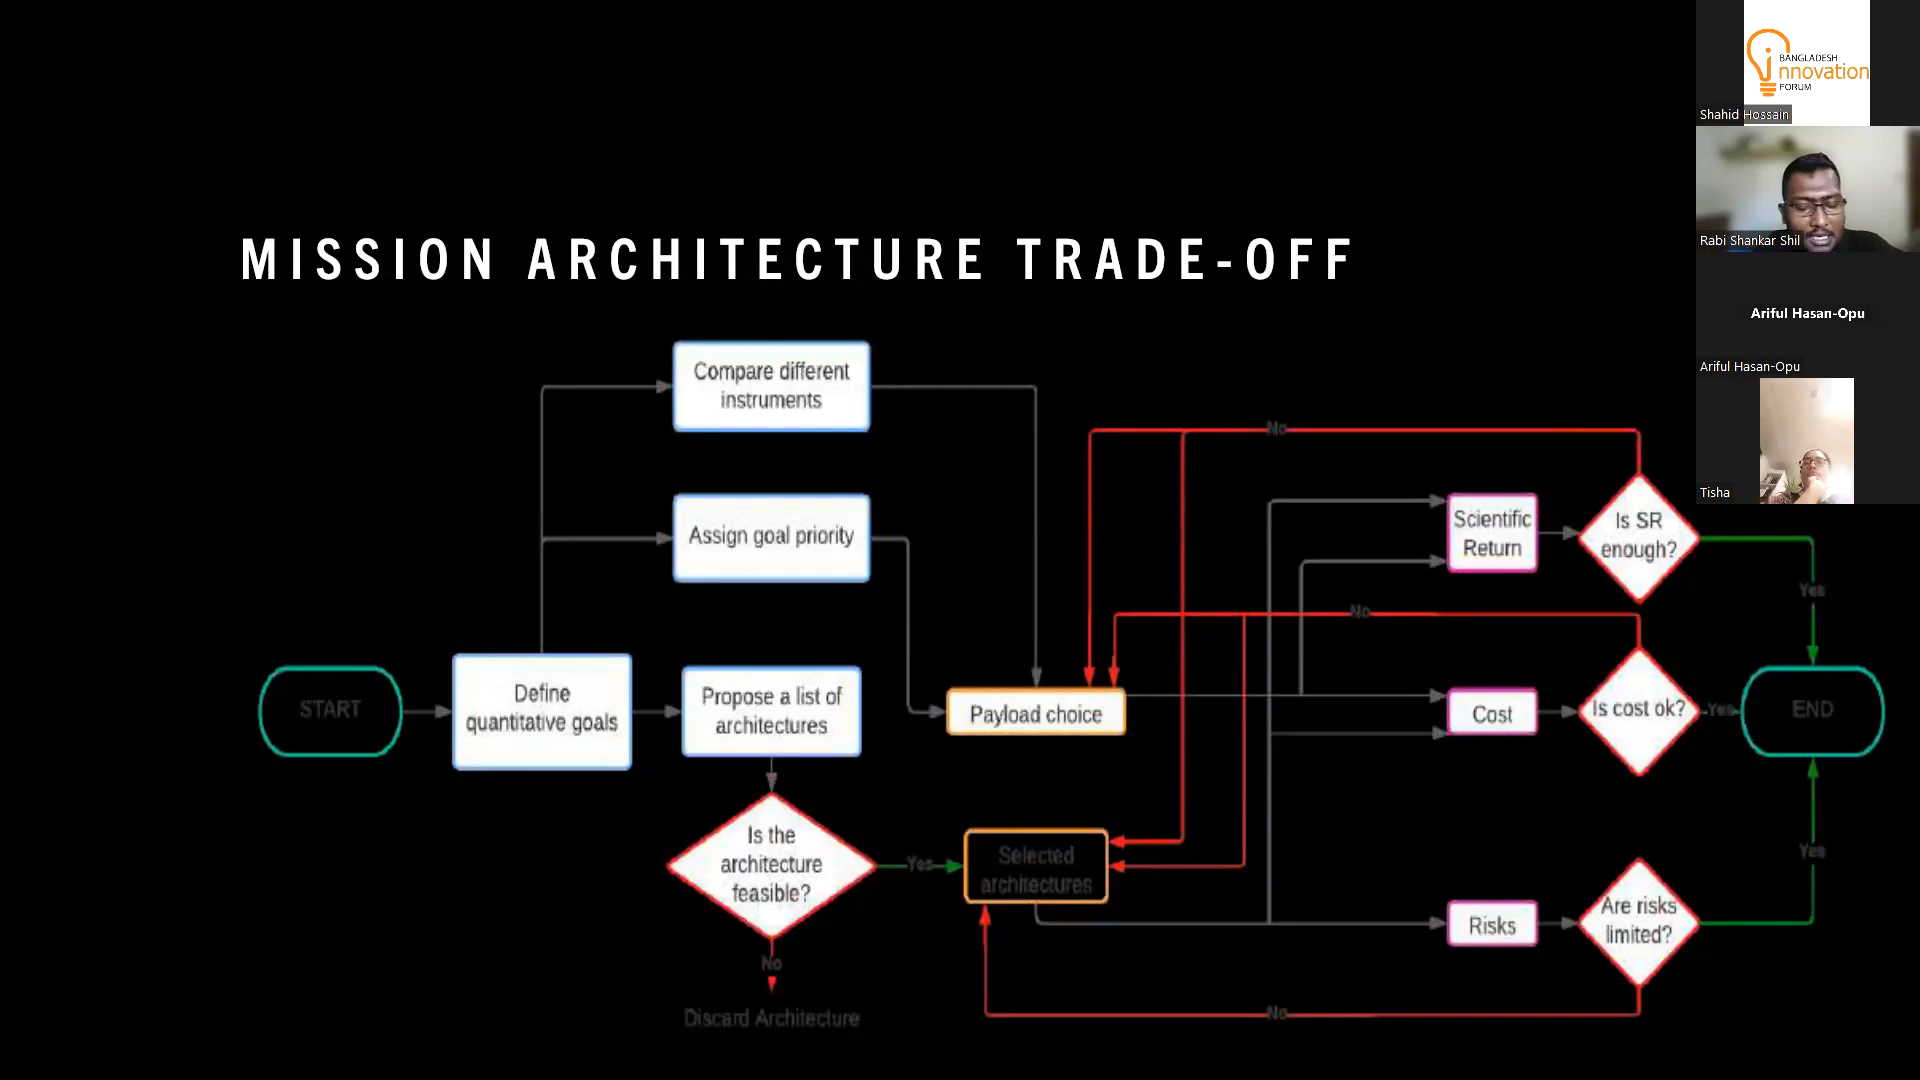 BANGLADESH
innovation
FORUM
Shahid Hossain
Rabi Shankar Shil
Ariful Hasan-Opu
Ariful Hasan-Opu
Tisha
MISSION ARCHITECTURE TRADE-OFF
Compare different
instruments
Assign goal priority
START
Define
quantitative goals
Propose a list of
architectures
Is the
architecture
feasible?
Yes
No
Discard Architecture
Payload choice
Selected
architectures
No
Scientific
Return
Is SR
enough?
Yes
No
Cost
Is cost ok?
Yes
END
Risks
Are risks
limited?
Yes
No